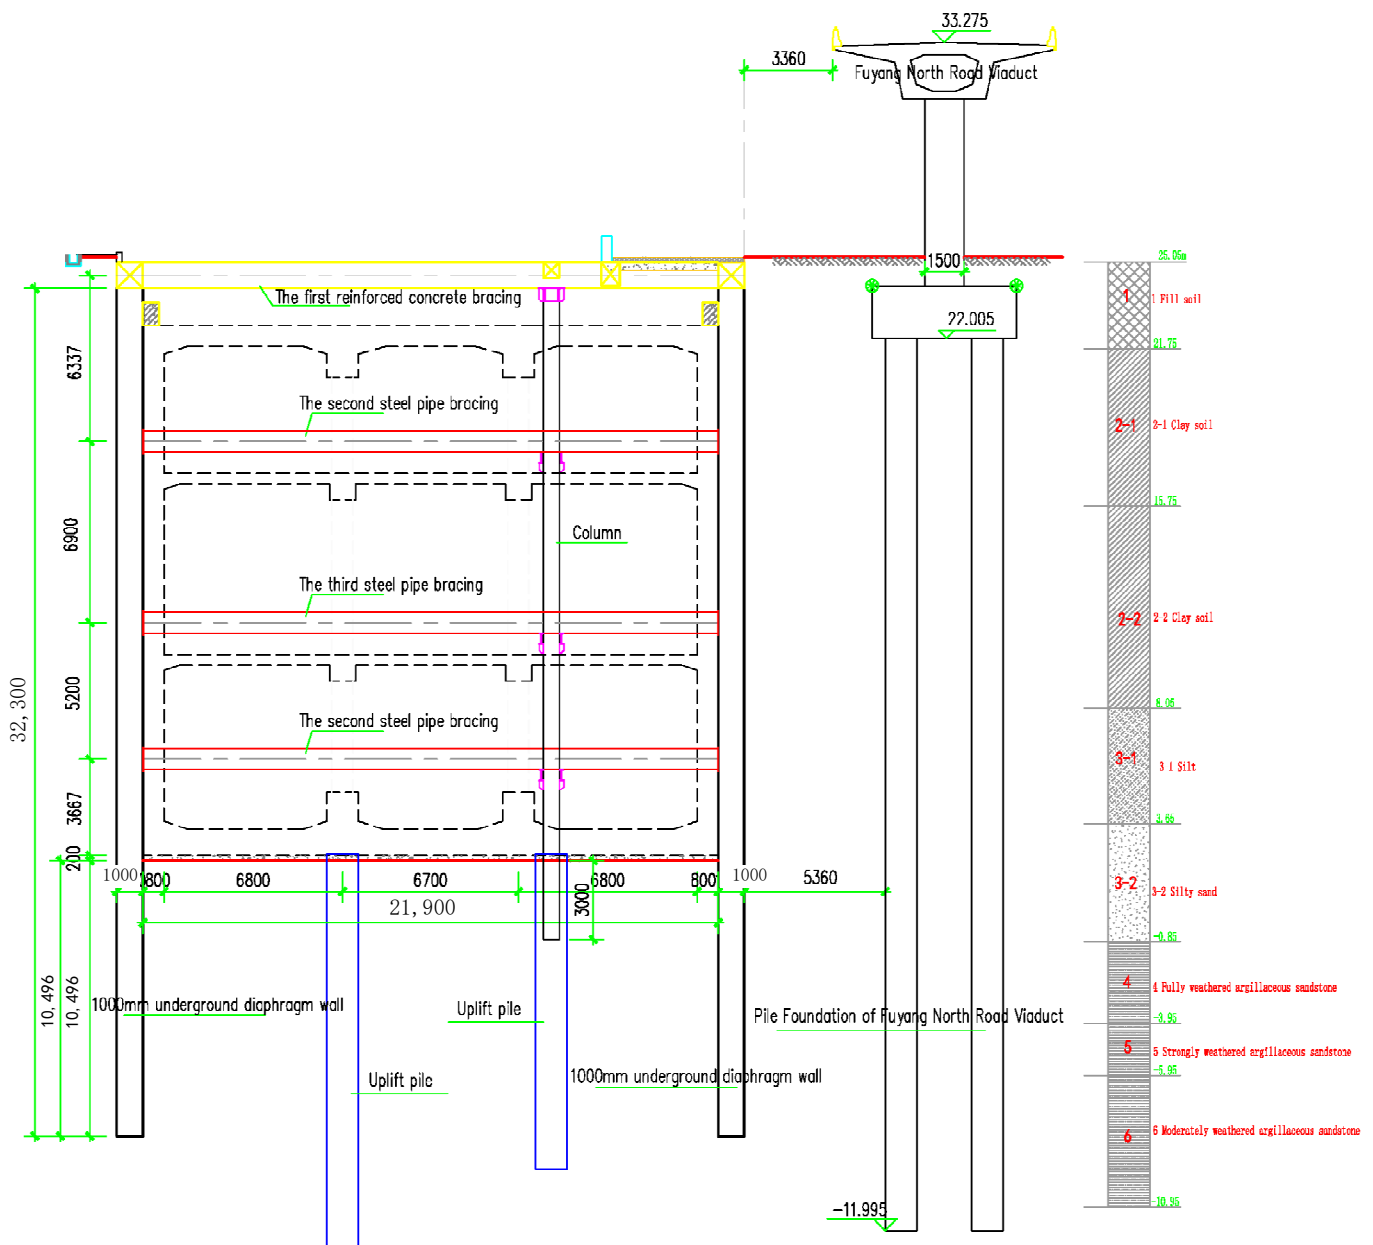 33.275
3360
Fuyang North Road Viaduct
25.05m
1500
The first reinforced concrete bracing
1
1 Fill soil
22.005
21.75
6337
The second steel pipe bracing
2-1
2-1 Clay soil
15.75
6900
Column
The third steel pipe bracing
2-2
2-2 Clay soil
5200
32,300
8.05
The second steel pipe bracing
3-1
3-1 Silt
3667
3.65
200
1000
800
6800
6700
6800
800
1000
5360
3-2
3-2 Silty sand
21,900
3000
-0.85
10,496
10,496
4
4 Fully weathered argillaceous sandstone
1000mm underground diaphragm wall
Uplift pile
Pile Foundation of Fuyang North Road Viaduct
-3.95
5
5 Strongly weathered argillaceous sandstone
-5.95
Uplift pile
1000mm underground diaphragm wall
6
6 Moderately weathered argillaceous sandstone
-11.995
-10.95